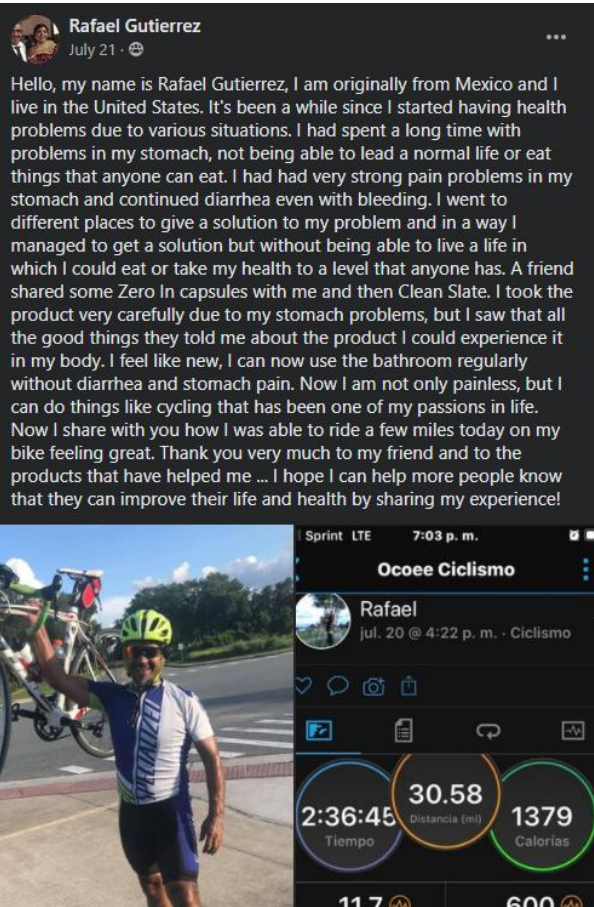 Rafael Gutierrez
July 21 ·
Hello, my name is Rafael Gutierrez, I am originally from Mexico and I
live in the United States. It's been a while since I started having health
problems due to various situations. I had spent a long time with
problems in my stomach, not being able to lead a normal life or eat
things that anyone can eat. I had had very strong pain problems in my
stomach and continued diarrhea even with bleeding. I went to
different places to give a solution to my problem and in a way I
managed to get a solution but without being able to live a life in
which I could eat or take my health to a level that anyone has. A friend
shared some Zero In capsules with me and then Clean Slate. I took the
product very carefully due to my stomach problems, but I saw that all
the good things they told me about the product I could experience it
in my body. I feel like new, I can now use the bathroom regularly
without diarrhea and stomach pain. Now I am not only painless, but I
can do things like cycling that has been one of my passions in life.
Now I share with you how I was able to ride a few miles today on my
bike feeling great. Thank you very much to my friend and to the
products that have helped me ... I hope I can help more people know
that they can improve their life and health by sharing my experience!
Sprint LTE 7:03 p. m.
Ocoee Ciclismo
Rafael
jul. 20 @ 4:22 p. m. · Ciclismo
2:36:45
Tiempo
30.58
Distancia (mi)
1379
Calorías
11.7
600